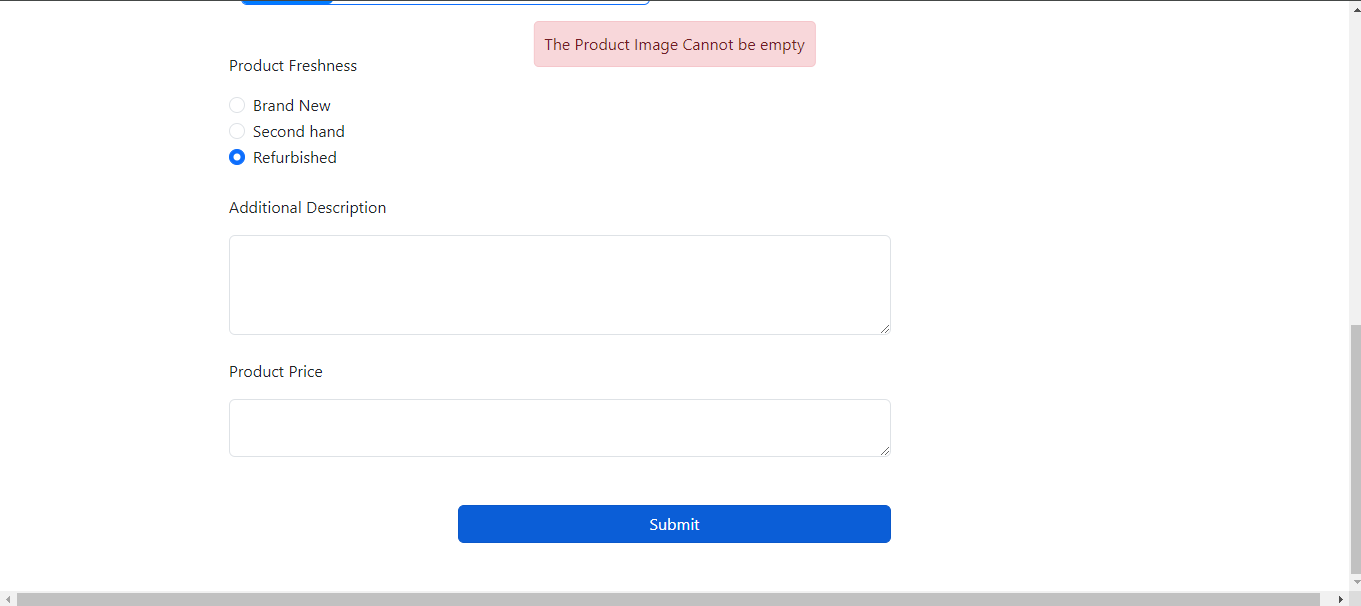 The Product Image Cannot be empty
Product Freshness
Brand New
Second hand
Refurbished
Additional Description
Product Price
Submit